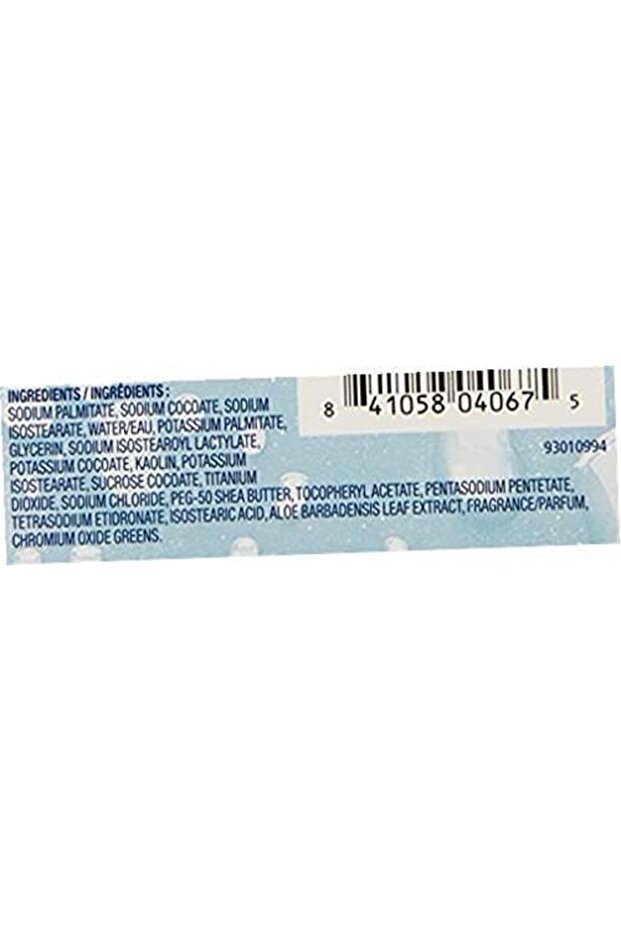 INGREDIENTS / INGRÉDIENTS :
SODIUM PALMITATE, SODIUM COCOATE, SODIUM
ISOSTEARATE, WATER/EAU, POTASSIUM PALMITATE,
GLYCERIN, SODIUM ISOSTEAROYL LACTYLATE,
POTASSIUM COCOATE, KAOLIN, POTASSIUM
ISOSTEARATE, SUCROSE COCOATE, TITANIUM
DIOXIDE, SODIUM CHLORIDE, PEG-50 SHEA BUTTER, TOCOPHERYL ACETATE, PENTASODIUM PENTETATE,
TETRASODIUM ETIDRONATE, ISOSTEARIC ACID, ALOE BARBADENSIS LEAF EXTRACT, FRAGRANCE/PARFUM,
CHROMIUM OXIDE GREENS.
8 41058 04067 5
93010994